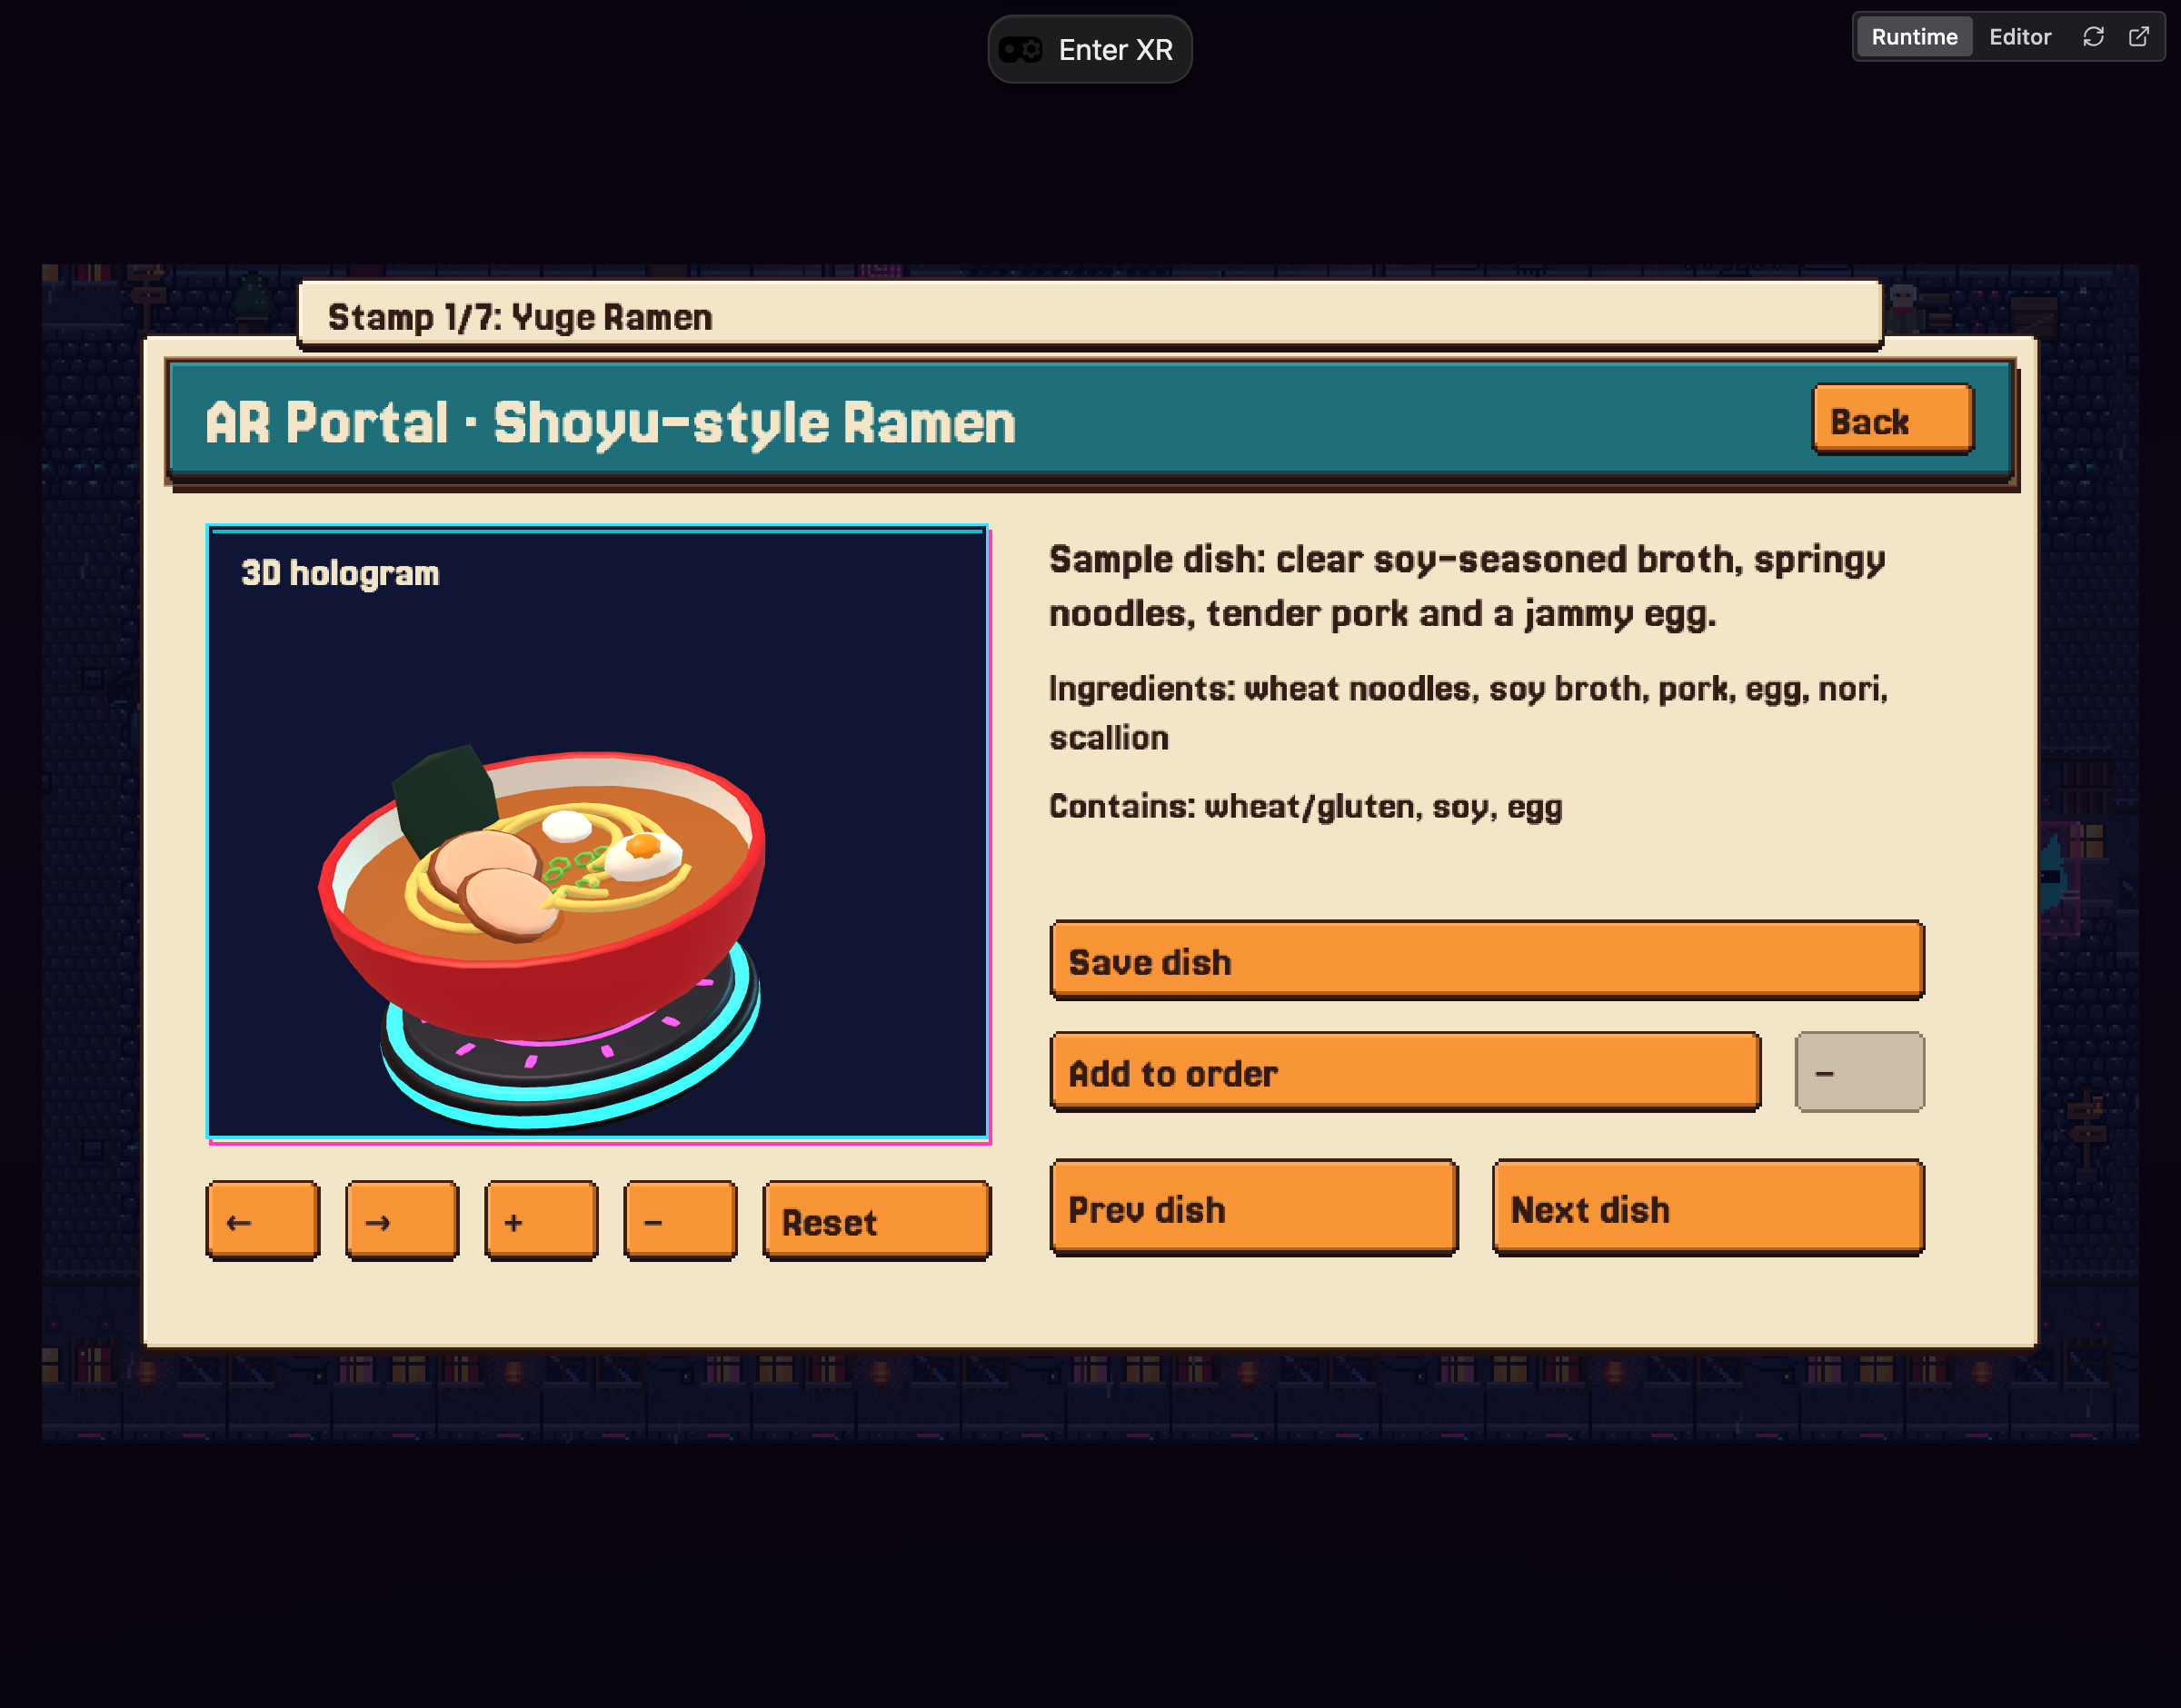 Enter XR
Runtime Editor
Stamp 1/7: Yuge Ramen
AR Portal · Shoyu-style Ramen
Back
3D hologram
Sample dish: clear soy-seasoned broth, springy
noodles, tender pork and a jammy egg.
Ingredients: wheat noodles, soy broth, pork, egg, nori,
scallion
Contains: wheat/gluten, soy, egg
Save dish
Add to order
−
Prev dish
Next dish
← → + − Reset